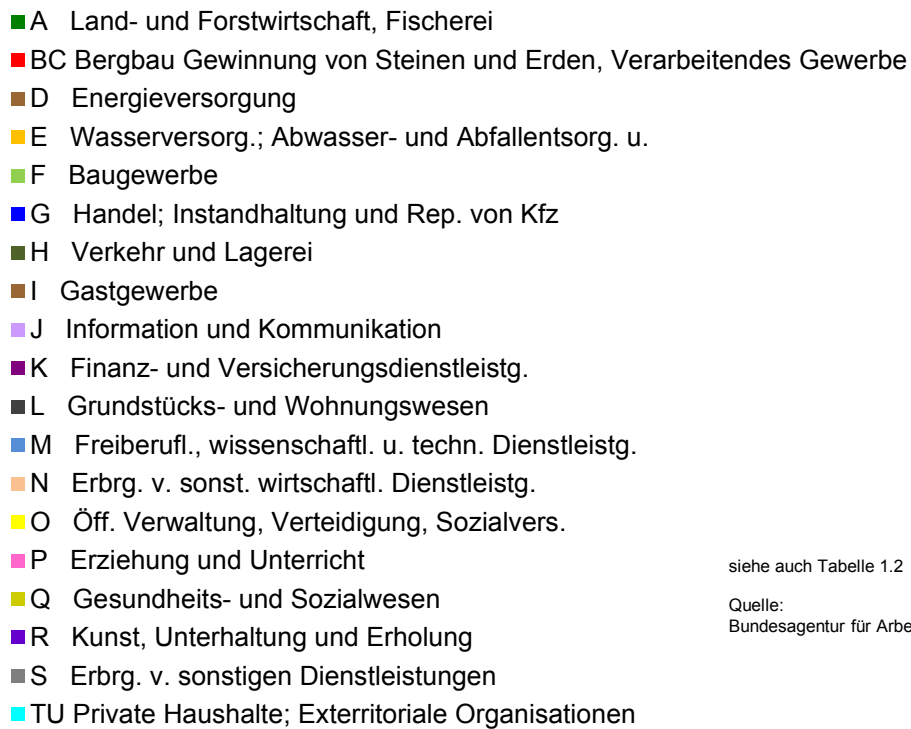 A Land- und Forstwirtschaft, Fischerei
BC Bergbau Gewinnung von Steinen und Erden, Verarbeitendes Gewerbe
D Energieversorgung
E Wasserversorg.; Abwasser- und Abfallentsorg. u.
F Baugewerbe
G Handel; Instandhaltung und Rep. von Kfz
H Verkehr und Lagerei
I Gastgewerbe
J Information und Kommunikation
K Finanz- und Versicherungsdienstleistg.
L Grundstücks- und Wohnungswesen
M Freiberufl., wissenschaftl. u. techn. Dienstleistg.
N Erbrg. v. sonst. wirtschaftl. Dienstleistg.
O Öff. Verwaltung, Verteidigung, Sozialvers.
P Erziehung und Unterricht
Q Gesundheits- und Sozialwesen
R Kunst, Unterhaltung und Erholung
S Erbrg. v. sonstigen Dienstleistungen
TU Private Haushalte; Exterritoriale Organisationen
siehe auch Tabelle 1.2
Quelle:
Bundesagentur für Arbe